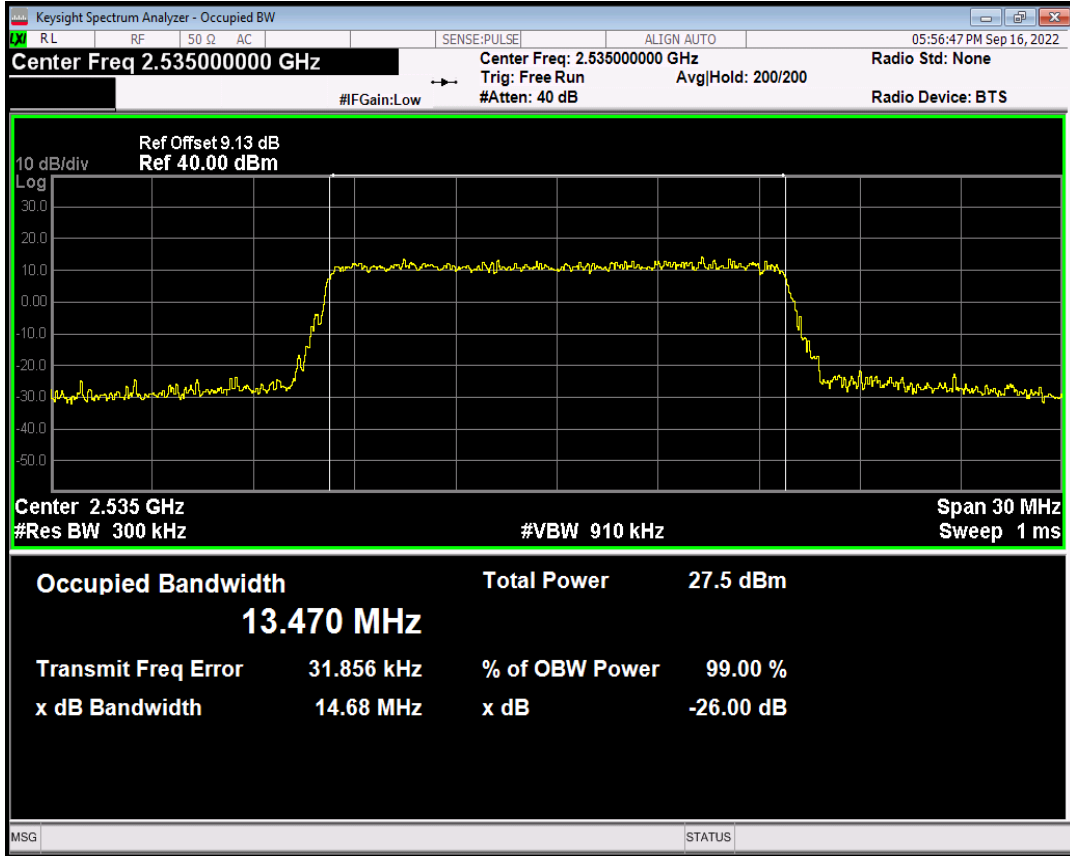 Keysight Spectrum Analyzer - Occupied BW
LXI RL RF 50 Ω AC SENSE:PULSE ALIGN AUTO 05:56:47 PM Sep 16, 2022
Center Freq 2.535000000 GHz Center Freq: 2.535000000 GHz Radio Std: None
Trig: Free Run Avg|Hold: 200/200
#IFGain:Low #Atten: 40 dB Radio Device: BTS
Ref Offset 9.13 dB
10 dB/div Ref 40.00 dBm
Log
30.0
20.0
10.0
0.00
-10.0
-20.0
-30.0
-40.0
-50.0
Center 2.535 GHz Span 30 MHz
#Res BW 300 kHz #VBW 910 kHz Sweep 1 ms
Occupied Bandwidth Total Power 27.5 dBm
13.470 MHz
Transmit Freq Error 31.856 kHz % of OBW Power 99.00 %
x dB Bandwidth 14.68 MHz x dB -26.00 dB
MSG STATUS